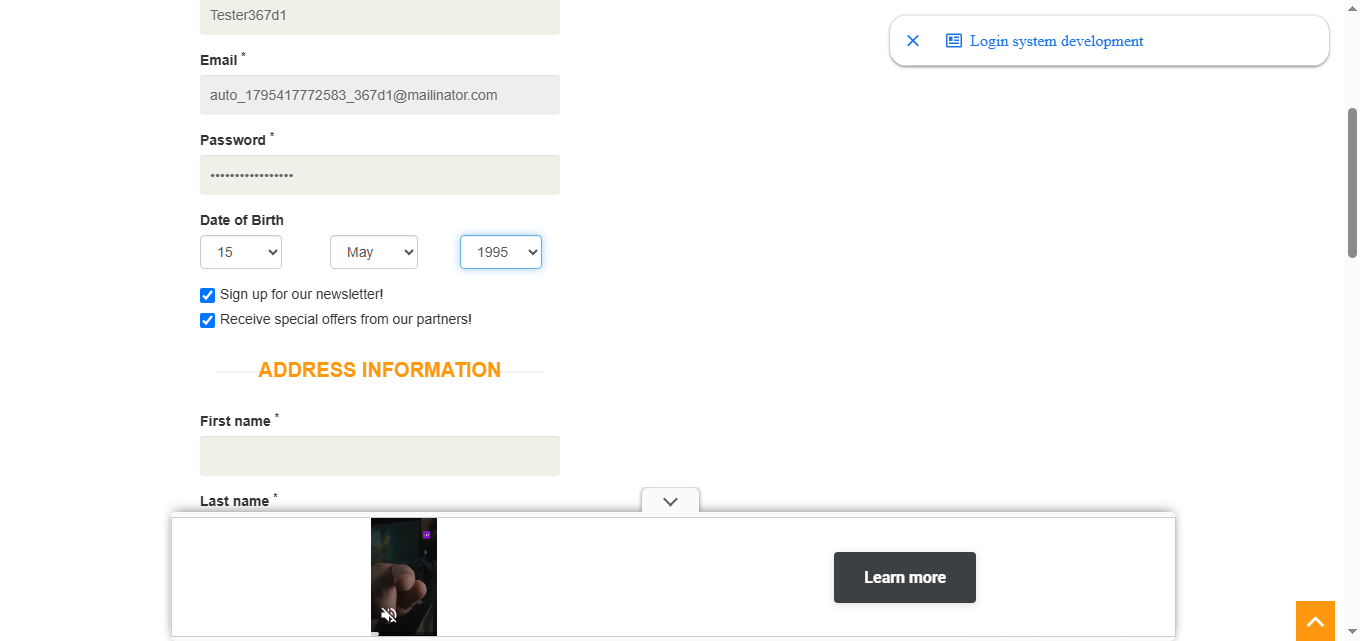 Tester367d1
Login system development
Email *
auto_1795417772583_367d1@mailinator.com
Password *
•••••••••••••••••
Date of Birth
15 May 1995
Sign up for our newsletter!
Receive special offers from our partners!
ADDRESS INFORMATION
First name *
Last name *
Learn more